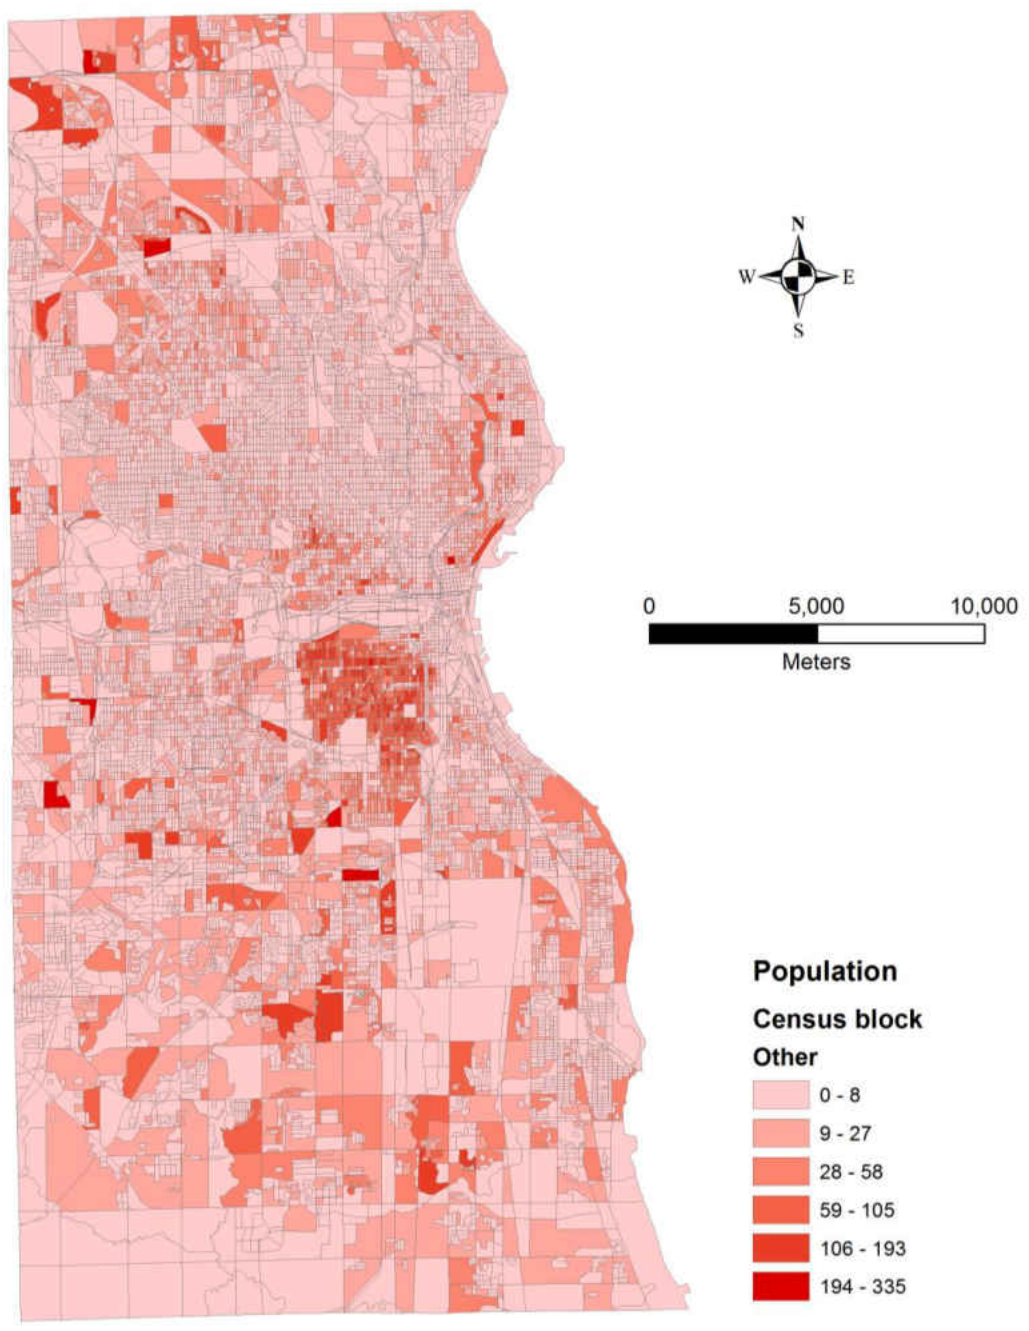 N
W E
S
0 5,000 10,000
Meters
Population
Census block
Other
0 - 8
9 - 27
28 - 58
59 - 105
106 - 193
194 - 335